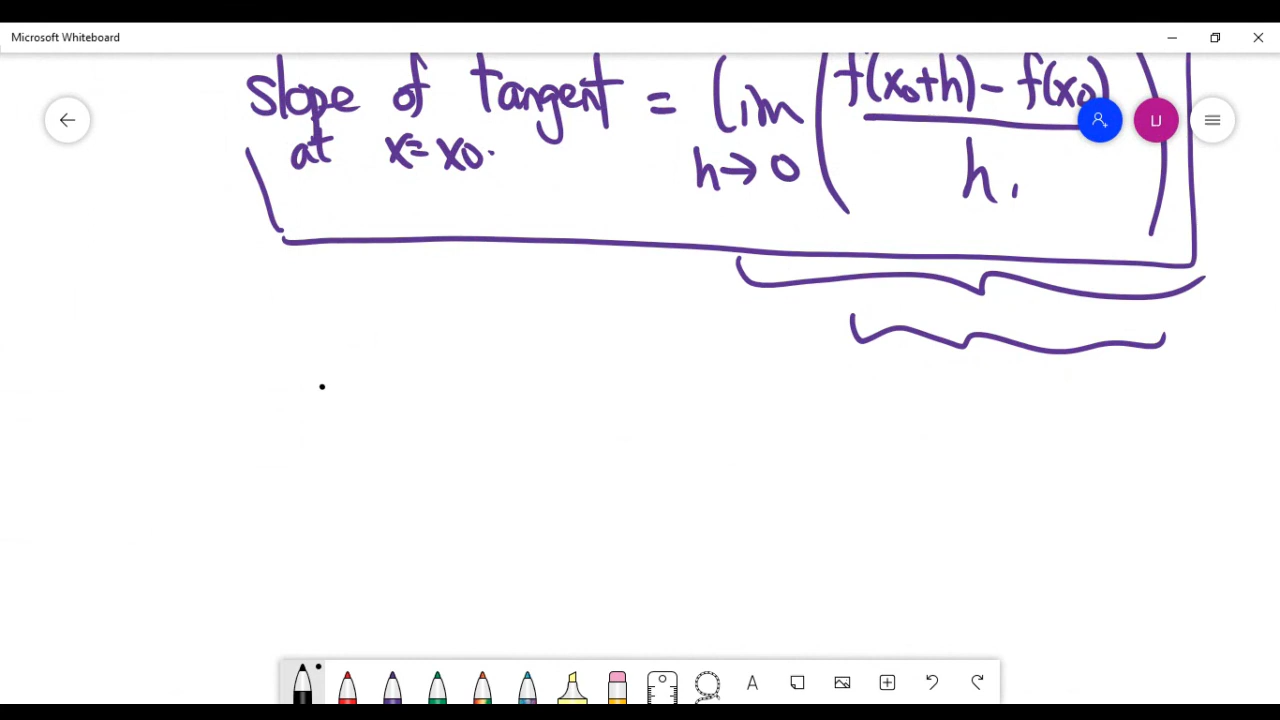 Microsoft Whiteboard
slope of tangent = lim f(x₀+h) - f(x₀)
at x = x₀. h → 0 h
U
A